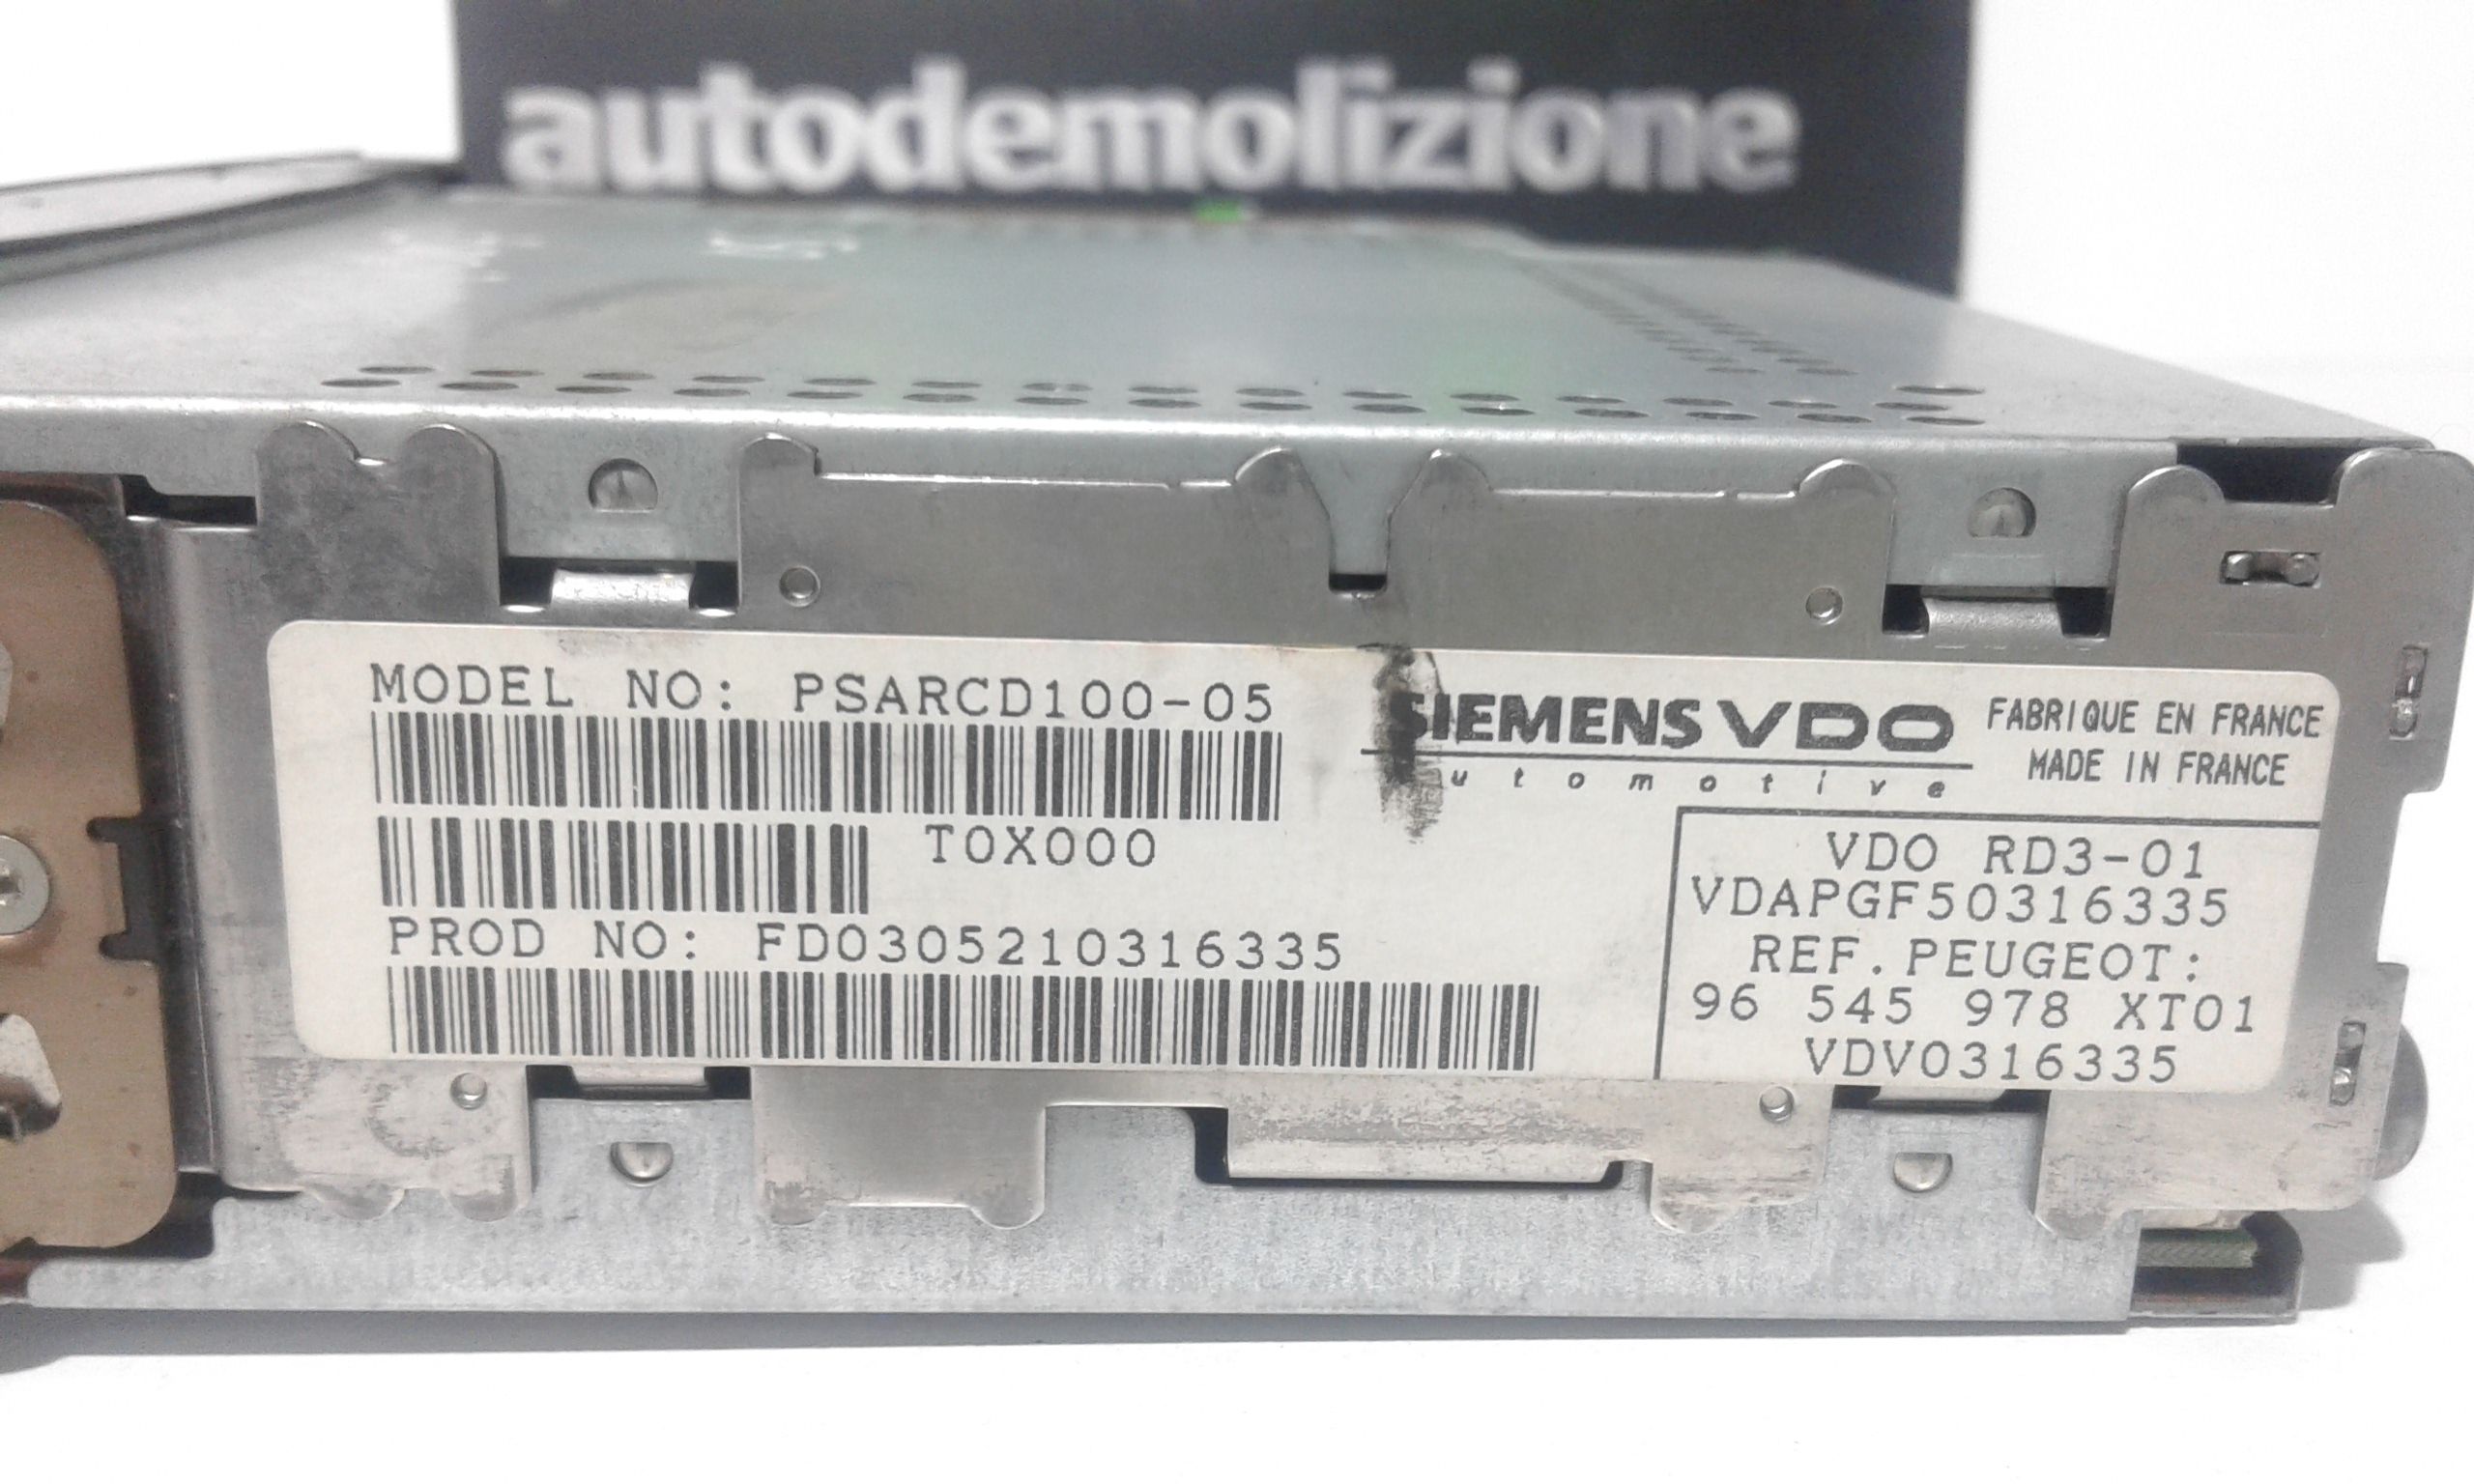 autodemolizione
MODEL NO: PSARCD100-05
T0X000
PROD NO: FD0305210316335
SIEMENS VDO
automotive
FABRIQUE EN FRANCE
MADE IN FRANCE
VDO RD3-01
VDAPGF50316335
REF.PEUGEOT:
96 545 978 XT01
VDV0316335